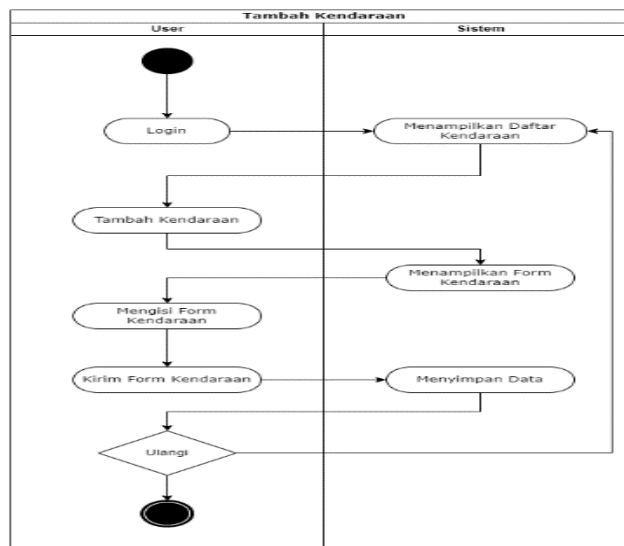 Tambah Kendaraan
User
Sistem
Login
Menampilkan Daftar
Kendaraan
Tambah Kendaraan
Menampilkan Form
Kendaraan
Mengisi Form
Kendaraan
Kirim Form Kendaraan
Menyimpan Data
Ulangi